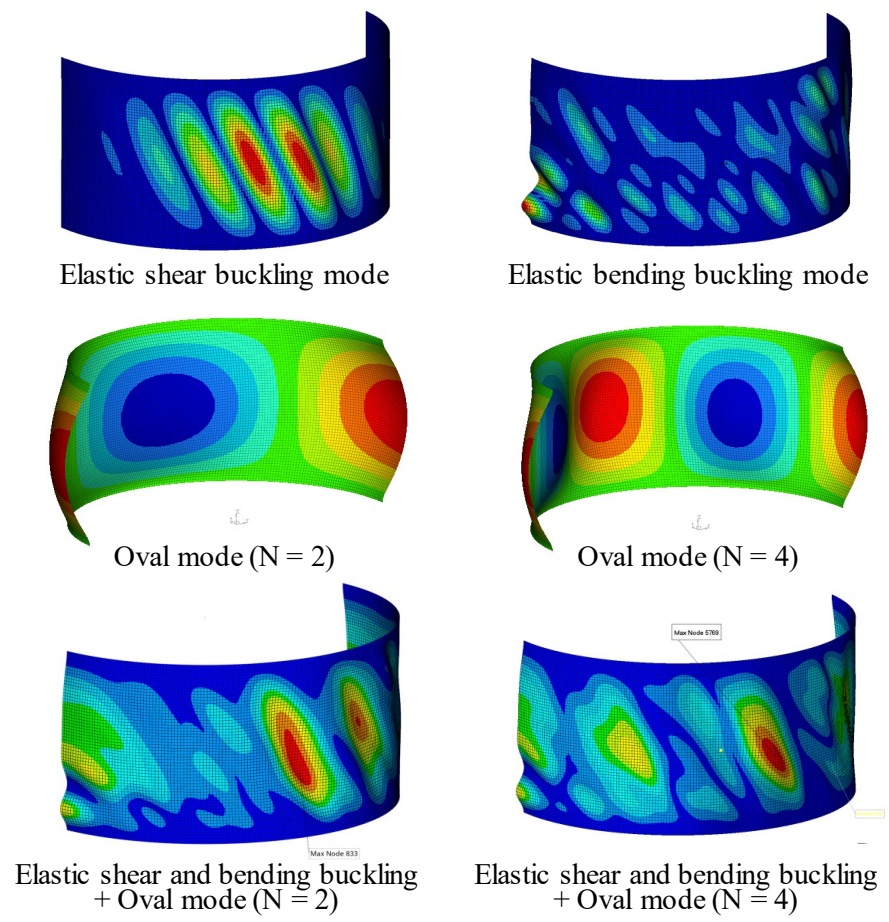 Elastic shear buckling mode
Elastic bending buckling mode
Oval mode (N = 2)
Oval mode (N = 4)
Max Node 5769
Max Node 833
Elastic shear and bending buckling
+ Oval mode (N = 2)
Elastic shear and bending buckling
+ Oval mode (N = 4)